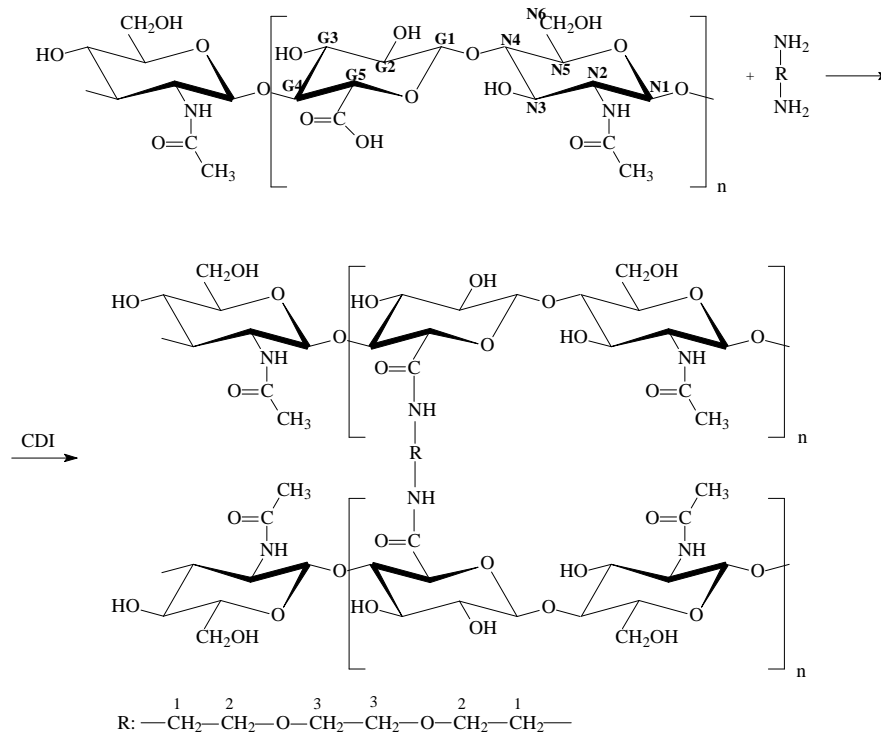 N6
CH₂OH CH₂OH
HO O HO G3 OH G2 G1 O N4 N5 O NH₂
G5 HO N2 N1 R
O G4 O N3 O + NH₂
NH O=C NH
O=C OH O=C
CH₃ CH₃
n
CH₂OH CH₂OH
HO O HO OH O O
O O HO O
NH O=C NH
O=C NH O=C
CH₃ CH₃
n
CDI R
CH₃ NH CH₃
O=C O=C O=C
NH NH
O O HO O
HO O HO OH O O
CH₂OH CH₂OH
n
1 2 3 3 2 1
R: —CH₂—CH₂—O—CH₂—CH₂—O—CH₂—CH₂—